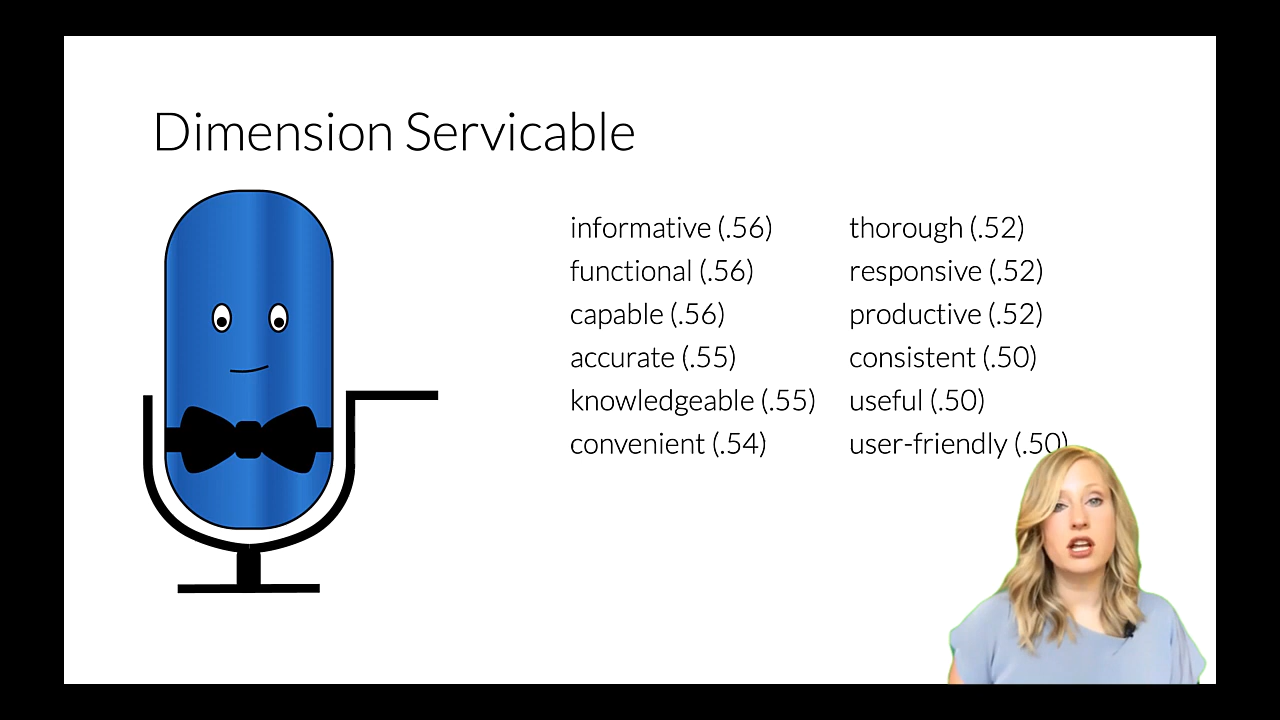 Dimension Servicable
informative (.56)
functional (.56)
capable (.56)
accurate (.55)
knowledgeable (.55)
convenient (.54)
thorough (.52)
responsive (.52)
productive (.52)
consistent (.50)
useful (.50)
user-friendly (.50)